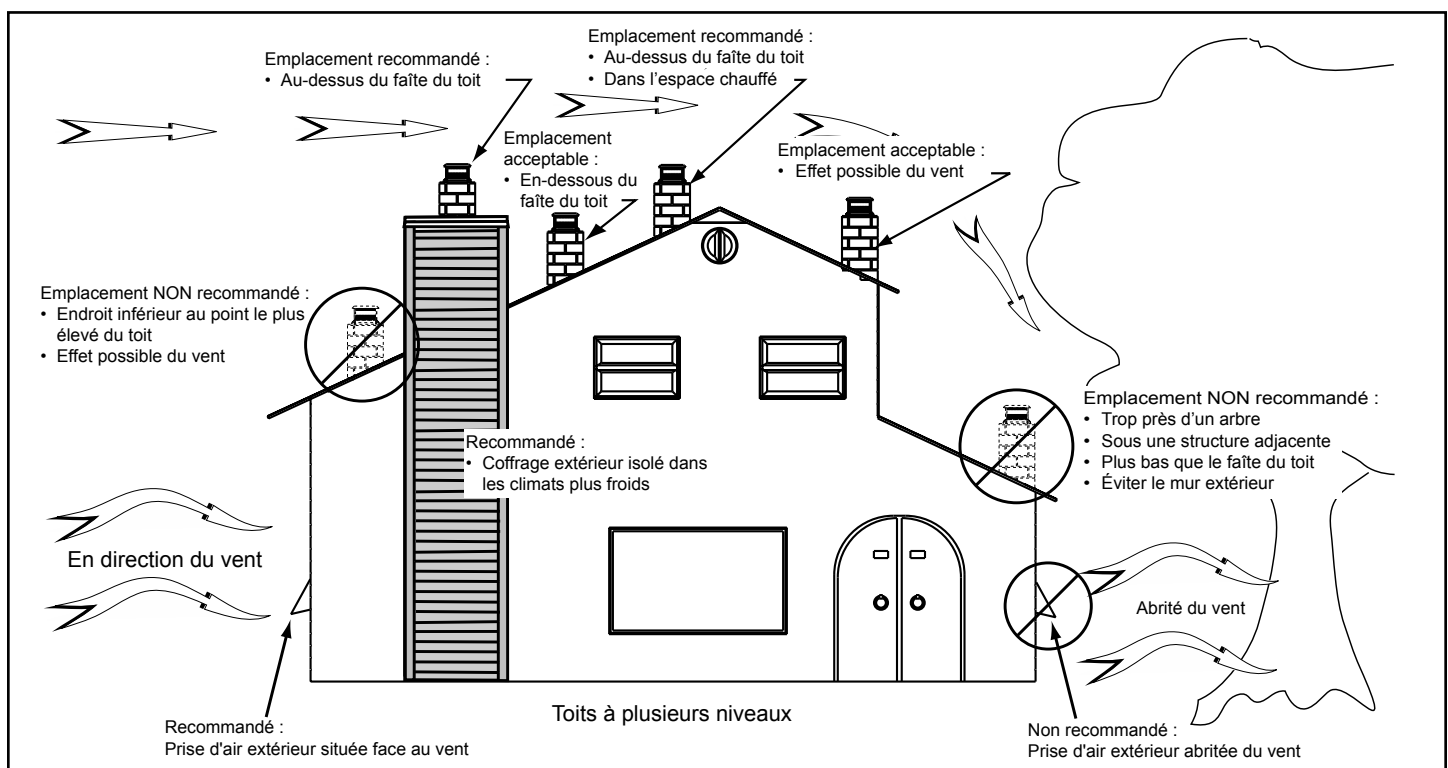 Emplacement recommandé :
• Au-dessus du faîte du toit
Emplacement recommandé :
• Au-dessus du faîte du toit
• Dans l'espace chauffé
Emplacement
acceptable :
• En-dessous du
faîte du toit
Emplacement acceptable :
• Effet possible du vent
Emplacement NON recommandé :
• Endroit inférieur au point le plus
élevé du toit
• Effet possible du vent
Emplacement NON recommandé :
• Trop près d'un arbre
• Sous une structure adjacente
• Plus bas que le faîte du toit
• Éviter le mur extérieur
Recommandé :
• Coffrage extérieur isolé dans
les climats plus froids
En direction du vent
Abrité du vent
Recommandé :
Prise d'air extérieur située face au vent
Toits à plusieurs niveaux
Non recommandé :
Prise d'air extérieur abritée du vent